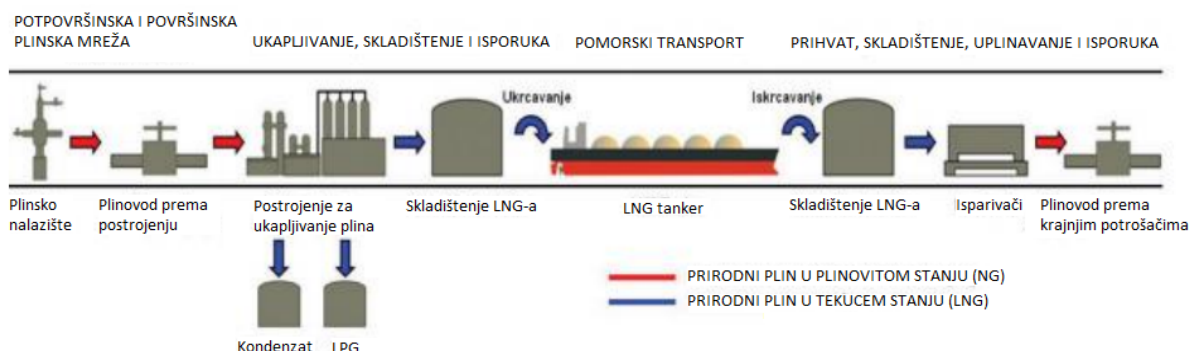 POTPOVRŠINSKA I POVRŠINSKA
PLINSKA MREŽA
UKAPLJIVANJE, SKLADIŠTENJE I ISPORUKA
POMORSKI TRANSPORT
PRIHVAT, SKLADIŠTENJE, UPLINAVANJE I ISPORUKA
Ukrcavanje
Iskrcavanje
Plinsko
nalazište
Plinovod prema
postrojenju
Postrojenje za
ukapljivanje plina
Skladištenje LNG-a
LNG tanker
Skladištenje LNG-a
Isparivači
Plinovod prema
krajnjim potrošačima
PRIRODNI PLIN U PLINOVITOM STANJU (NG)
PRIRODNI PLIN U TEKUCEM STANJU (LNG)
Kondenzat
LPG